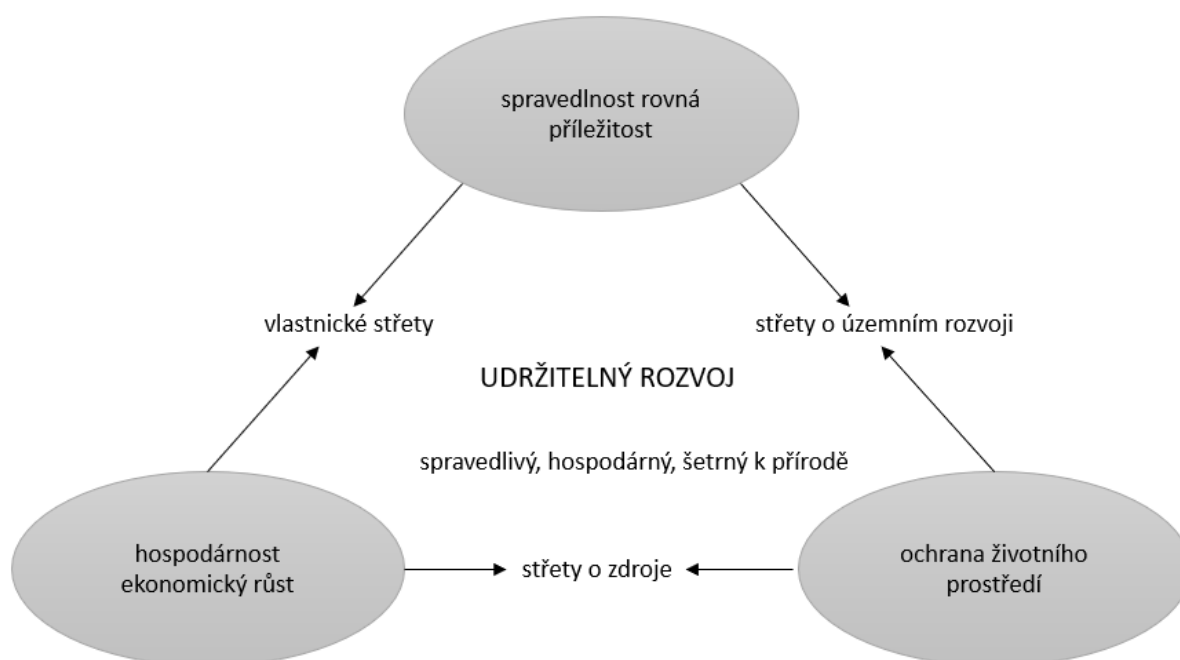 spravedlnost rovná
příležitost
vlastnické střety
střety o územním rozvoji
UDRŽITELNÝ ROZVOJ
spravedlivý, hospodárný, šetrný k přírodě
hospodárnost
ekonomický růst
střety o zdroje
ochrana životního
prostředí